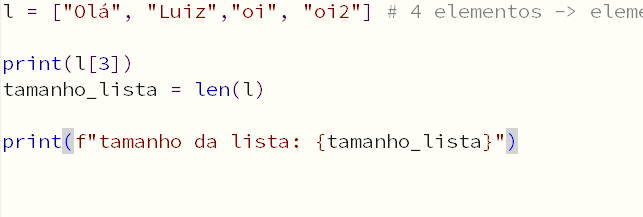 l = ["Olá", "Luiz","oi", "oi2"] # 4 elementos -> eleme
print(l[3])
tamanho_lista = len(l)
print(f"tamanho da lista: {tamanho_lista}")